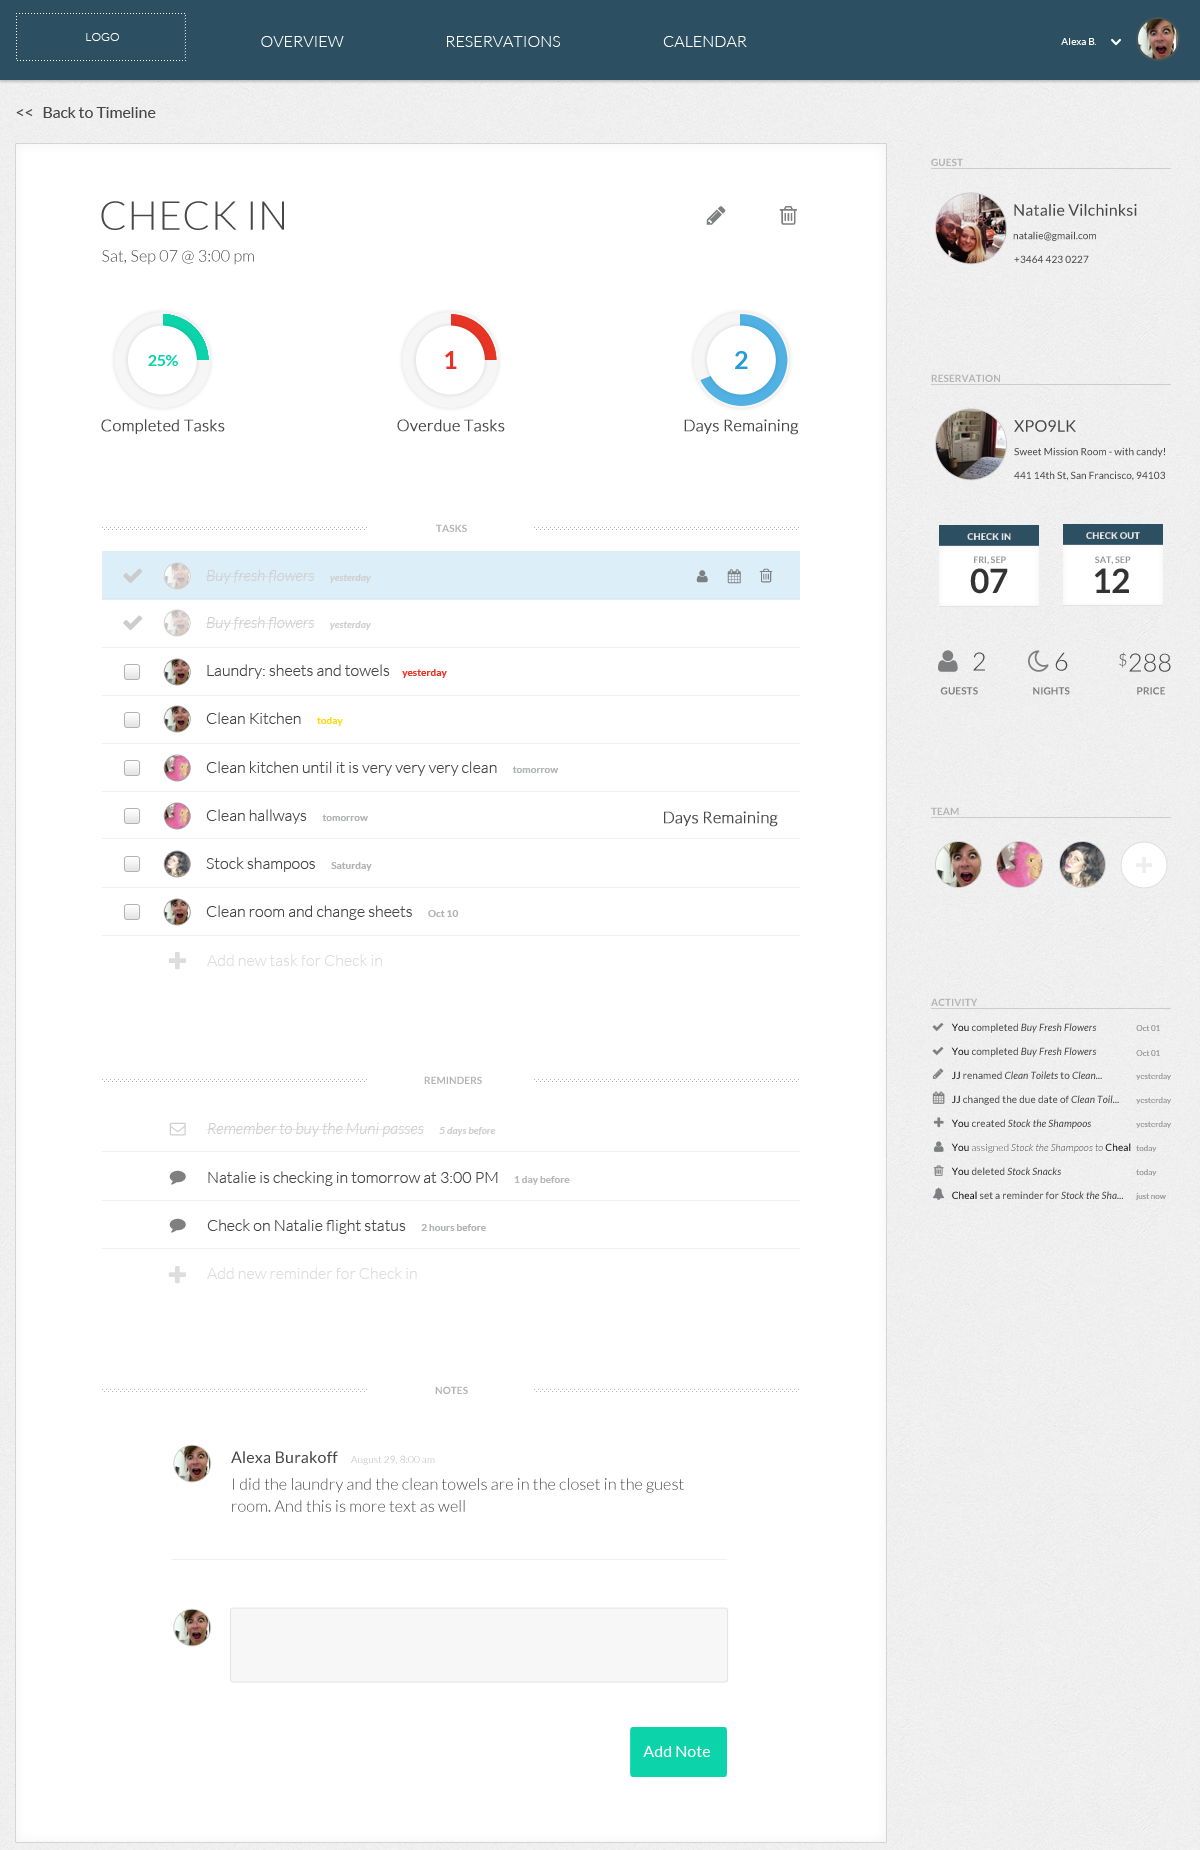 LOGO
OVERVIEW
RESERVATIONS
CALENDAR
Alexa B.
<< Back to Timeline
CHECK IN
Sat, Sep 07 @ 3:00 pm
25%
Completed Tasks
1
Overdue Tasks
2
Days Remaining
TASKS
Buy fresh flowers yesterday
Buy fresh flowers yesterday
Laundry: sheets and towels yesterday
Clean Kitchen today
Clean kitchen until it is very very very clean tomorrow
Clean hallways tomorrow
Days Remaining
Stock shampoos Saturday
Clean room and change sheets Oct 10
Add new task for Check in
REMINDERS
Remember to buy the Muni passes 5 days before
Natalie is checking in tomorrow at 3:00 PM 1 day before
Check on Natalie flight status 2 hours before
Add new reminder for Check in
NOTES
Alexa Burakoff August 29, 8:00 am
I did the laundry and the clean towels are in the closet in the guest
room. And this is more text as well
Add Note
GUEST
Natalie Vilchinksi
natalie@gmail.com
+3464 423 0227
RESERVATION
XPO9LK
Sweet Mission Room - with candy!
441 14th St, San Francisco, 94103
CHECK IN
FRI, SEP
07
CHECK OUT
SAT, SEP
12
2
GUESTS
6
NIGHTS
$288
PRICE
TEAM
ACTIVITY
You completed Buy Fresh Flowers Oct 01
You completed Buy Fresh Flowers Oct 01
JJ renamed Clean Toilets to Clean... yesterday
JJ changed the due date of Clean Toil... yesterday
You created Stock the Shampoos yesterday
You assigned Stock the Shampoos to Cheal today
You deleted Stock Snacks today
Cheal set a reminder for Stock the Sha... just now